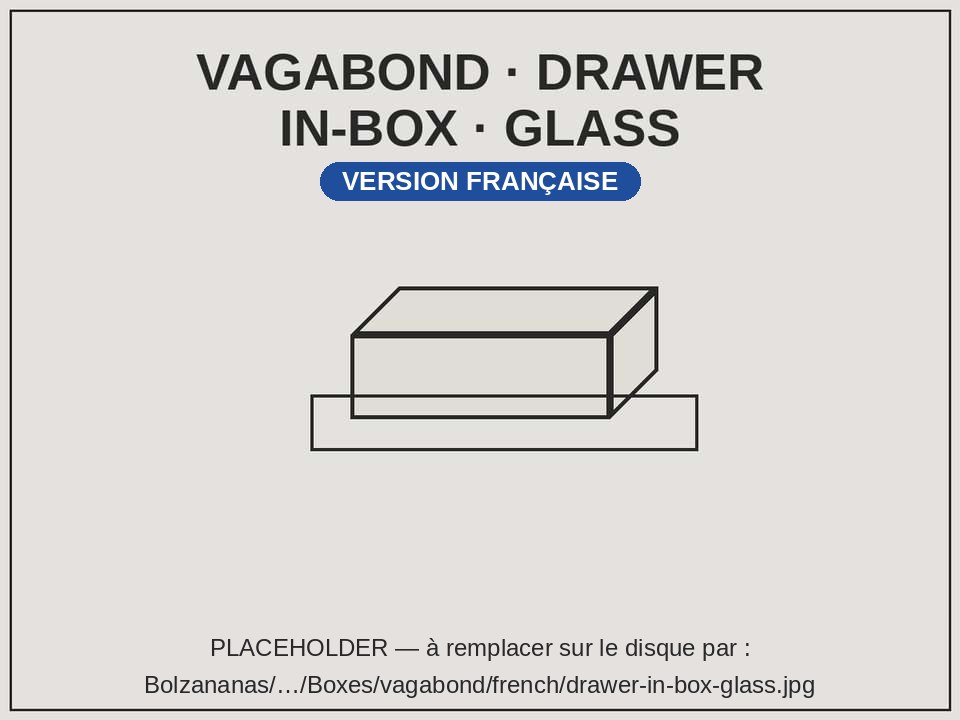 VAGABOND · DRAWER
IN-BOX · GLASS
VERSION FRANÇAISE
PLACEHOLDER — à remplacer sur le disque par :
Bolzananas/…/Boxes/vagabond/french/drawer-in-box-glass.jpg